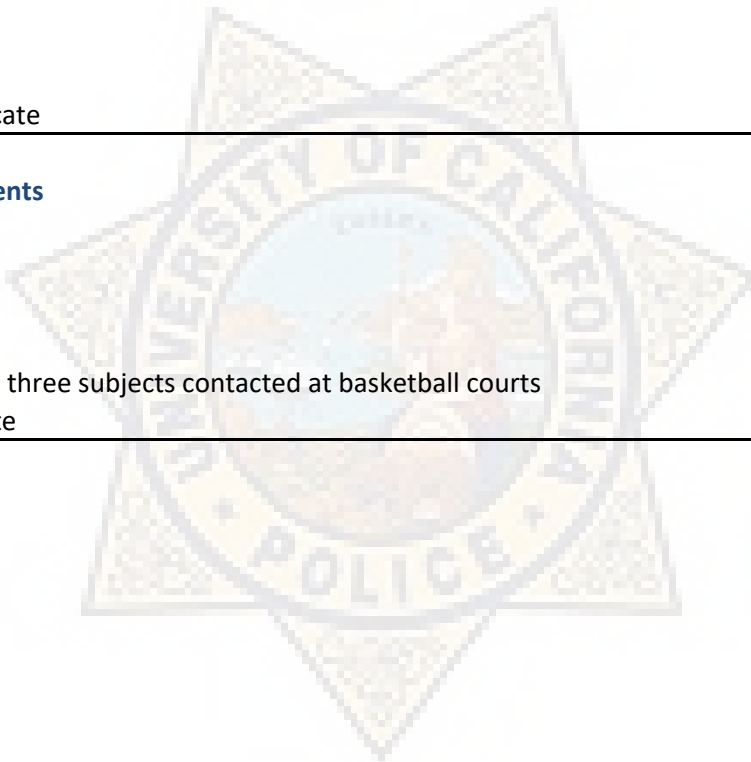 cate
ents
three subjects contacted at basketball courts
te
UNIVERSITY OF CALIFORNIA
POLICE